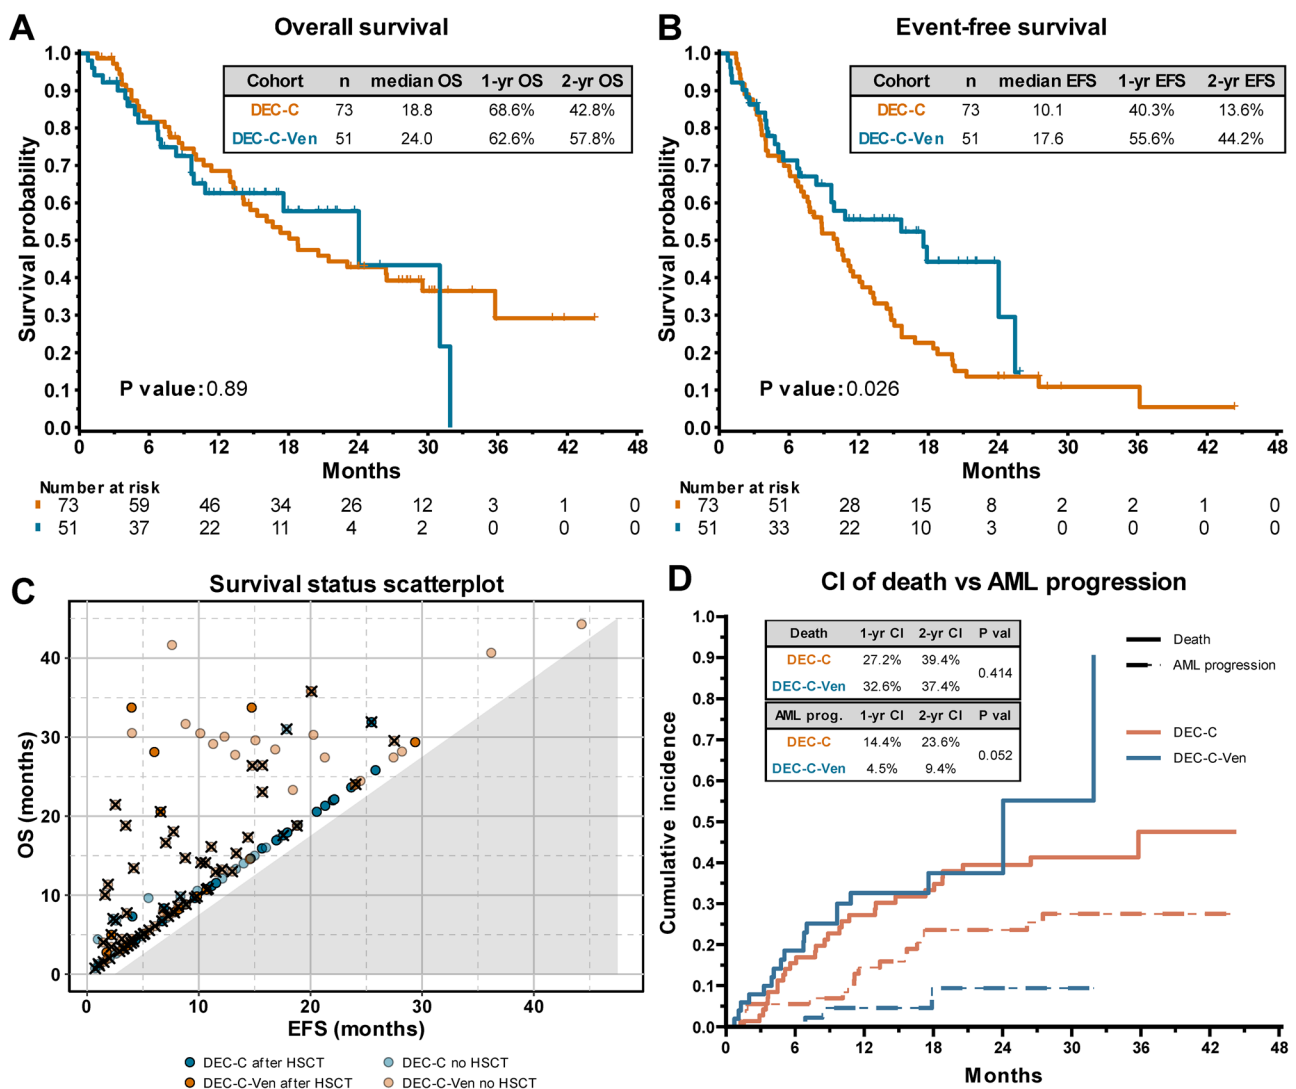 A
Overall survival
Survival probability
1.0
0.9
0.8
0.7
0.6
0.5
0.4
0.3
0.2
0.1
0.0
Cohort n median OS 1-yr OS 2-yr OS
DEC-C 73 18.8 68.6% 42.8%
DEC-C-Ven 51 24.0 62.6% 57.8%
P value:0.89
0 6 12 18 24 30 36 42 48
Months
Number at risk
73 59 46 34 26 12 3 1 0
51 37 22 11 4 2 0 0 0
B
Event-free survival
Survival probability
1.0
0.9
0.8
0.7
0.6
0.5
0.4
0.3
0.2
0.1
0.0
Cohort n median EFS 1-yr EFS 2-yr EFS
DEC-C 73 10.1 40.3% 13.6%
DEC-C-Ven 51 17.6 55.6% 44.2%
P value:0.026
0 6 12 18 24 30 36 42 48
Months
Number at risk
73 51 28 15 8 2 2 1 0
51 33 22 10 3 0 0 0 0
C
Survival status scatterplot
OS (months)
40
30
20
10
0
0 10 20 30 40
EFS (months)
DEC-C after HSCT DEC-C no HSCT
DEC-C-Ven after HSCT DEC-C-Ven no HSCT
D
CI of death vs AML progression
Cumulative incidence
1.0
0.9
0.8
0.7
0.6
0.5
0.4
0.3
0.2
0.1
0.0
Death 1-yr CI 2-yr CI P val
DEC-C 27.2% 39.4% 0.414
DEC-C-Ven 32.6% 37.4%
AML prog. 1-yr CI 2-yr CI P val
DEC-C 14.4% 23.6% 0.052
DEC-C-Ven 4.5% 9.4%
Death
AML progression
DEC-C
DEC-C-Ven
0 6 12 18 24 30 36 42 48
Months